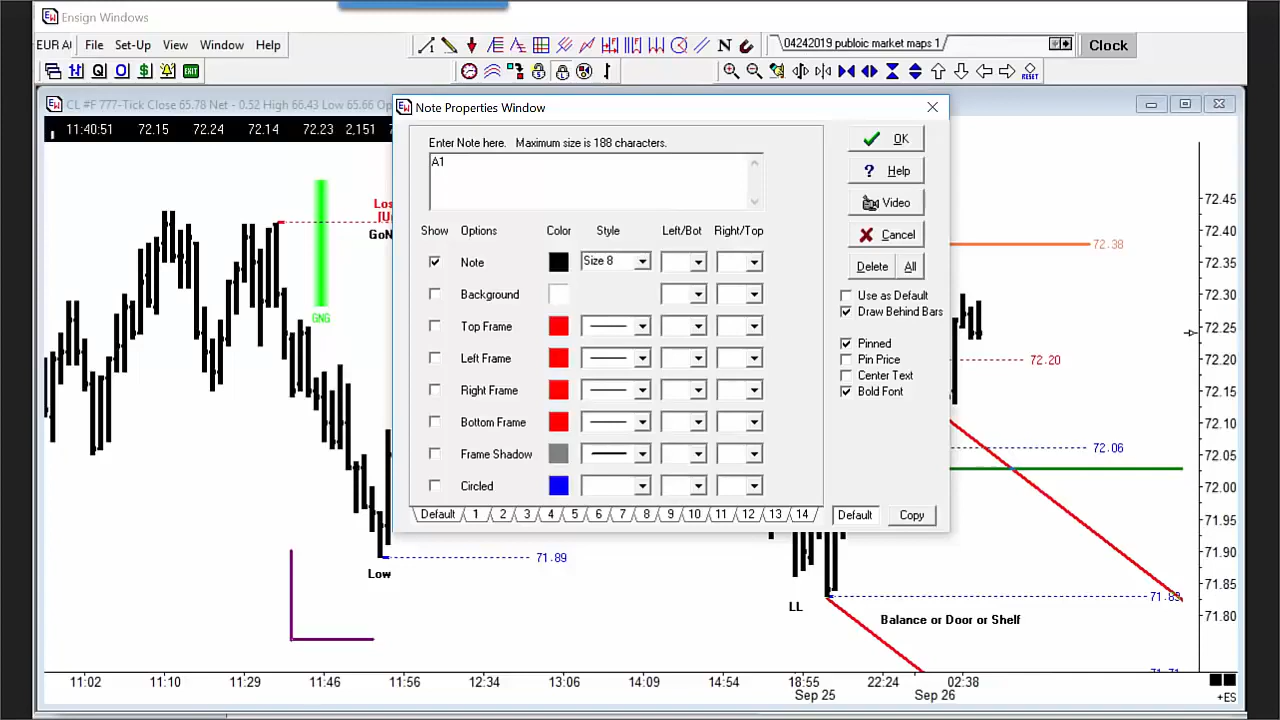 Ensign Windows
EUR AI File Set-Up View Window Help
N
04242019 publoic market maps 1
Clock
RESET
EXIT
CL #F 777-Tick Close 65.78 Net - 0.52 High 66.43 Low 65.66 Op
11:40:51 72.15 72.24 72.14 72.23 2,151
Note Properties Window
Enter Note here. Maximum size is 188 characters.
A1
OK
Help
Video
Cancel
Delete All
Show Options Color Style Left/Bot Right/Top
Note Size 8
Background
Top Frame
Left Frame
Right Frame
Bottom Frame
Frame Shadow
Circled
Use as Default
Draw Behind Bars
Pinned
Pin Price
Center Text
Bold Font
Default 1 2 3 4 5 6 7 8 9 10 11 12 13 14
Default Copy
Los
(U
GoN
GNG
71.89
Low
LL
Balance or Door or Shelf
72.38
72.20
72.06
71.83
72.45
72.40
72.35
72.30
72.25
72.20
72.15
72.10
72.05
72.00
71.95
71.90
71.85
71.80
11:02 11:10 11:29 11:46 11:56 12:34 13:06 14:09 14:54 18:55 22:24 02:38
Sep 25 Sep 26
+ES